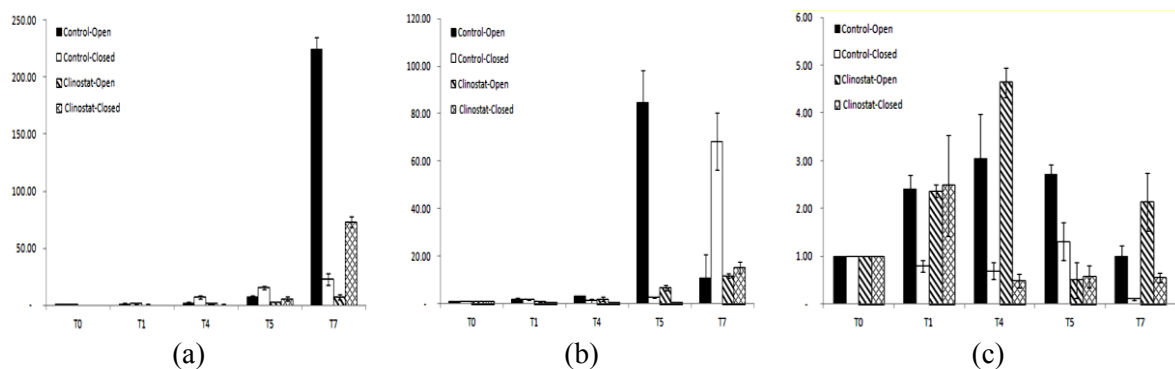 250.00
200.00
150.00
100.00
50.00
-
Control-Open
Control-Closed
Clinostat-Open
Clinostat-Closed
T0 T1 T4 T5 T7
(a)
120.00
100.00
80.00
60.00
40.00
20.00
-
Control-Open
Control-Closed
Clinostat-Open
Clinostat-Closed
T0 T1 T4 T5 T7
(b)
6.00
5.00
4.00
3.00
2.00
1.00
-
Control-Open
Control-Closed
Clinostat-Open
Clinostat-Closed
T0 T1 T4 T5 T7
(c)